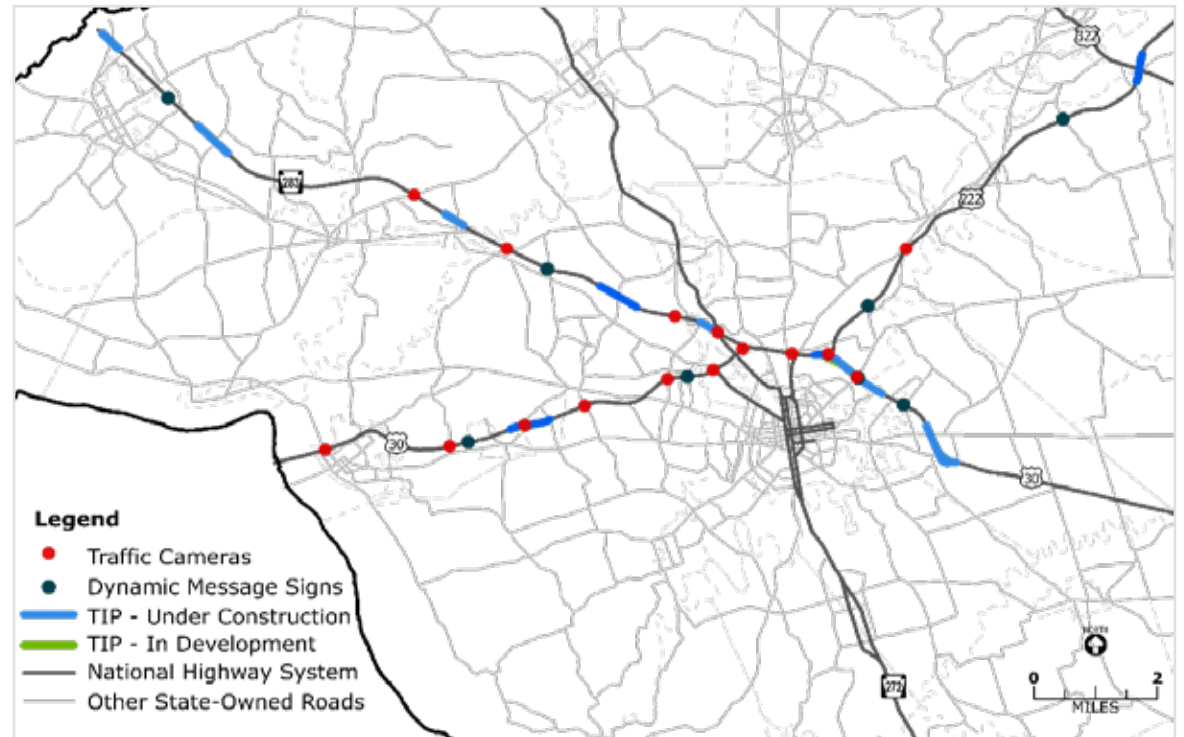 322
283
222
30
30
Legend
Traffic Cameras
Dynamic Message Signs
TIP - Under Construction
TIP - In Development
National Highway System
Other State-Owned Roads
NORTH
0 2
MILES
272